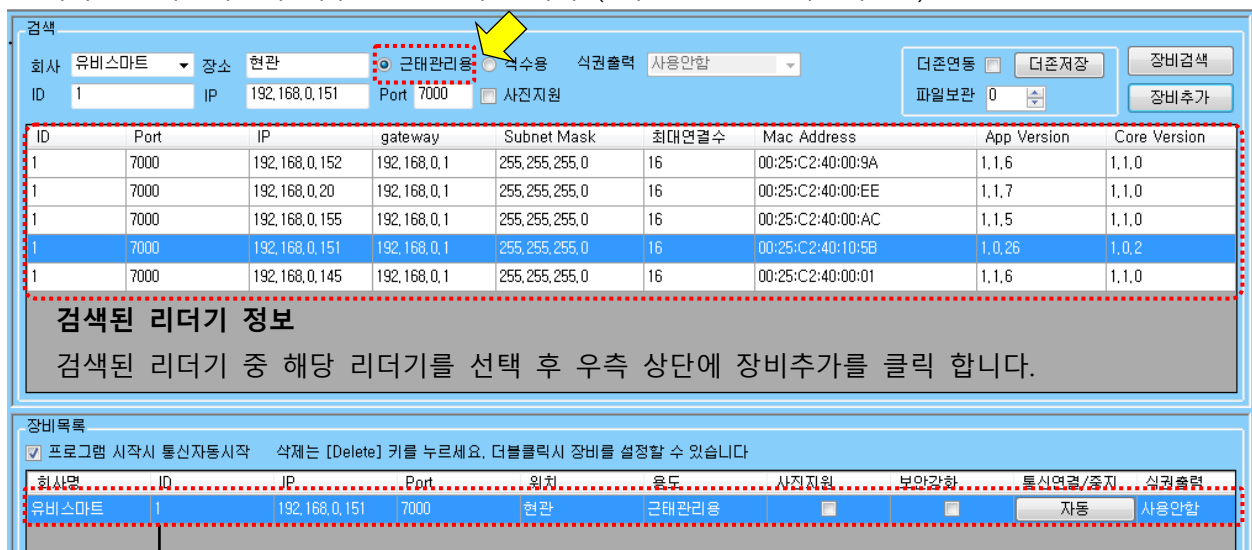 검색
회사 유비스마트 장소 현관 근태관리용 식수용 식권출력 사용안함 더존연동 더존저장 장비검색
ID 1 IP 192,168,0,151 Port 7000 사진지원 파일보관 0 장비추가
ID Port IP gateway Subnet Mask 최대연결수 Mac Address App Version Core Version
1 7000 192,168,0,152 192,168,0,1 255,255,255,0 16 00:25:C2:40:00:9A 1,1,6 1,1,0
1 7000 192,168,0,20 192,168,0,1 255,255,255,0 16 00:25:C2:40:00:EE 1,1,7 1,1,0
1 7000 192,168,0,155 192,168,0,1 255,255,255,0 16 00:25:C2:40:00:AC 1,1,5 1,1,0
1 7000 192,168,0,151 192,168,0,1 255,255,255,0 16 00:25:C2:40:10:5B 1,0,26 1,0,2
1 7000 192,168,0,145 192,168,0,1 255,255,255,0 16 00:25:C2:40:00:01 1,1,6 1,1,0
검색된 리더기 정보
검색된 리더기 중 해당 리더기를 선택 후 우측 상단에 장비추가를 클릭 합니다.
장비목록
프로그램 시작시 통신자동시작 삭제는 [Delete] 키를 누르세요, 더블클릭시 장비를 설정할 수 있습니다
회사명 ID IP Port 위치 용도 사진지원 보안강화 통신연결/중지 식권출력
유비스마트 1 192,168,0,151 7000 현관 근태관리용 자동 사용안함